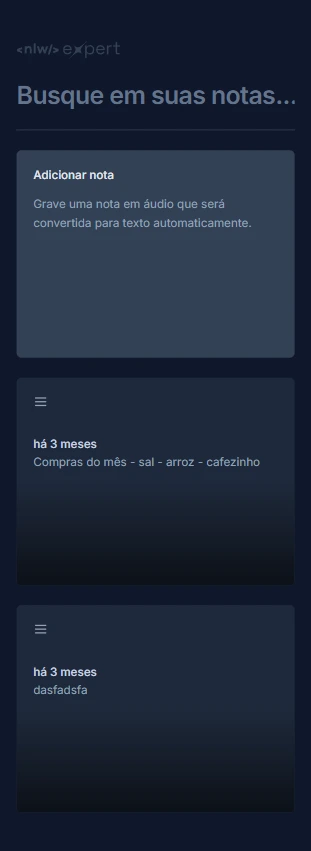 <nlw/> expert
Busque em suas notas...
Adicionar nota
Grave uma nota em áudio que será
convertida para texto automaticamente.
há 3 meses
Compras do mês - sal - arroz - cafezinho
há 3 meses
dasfadsfa